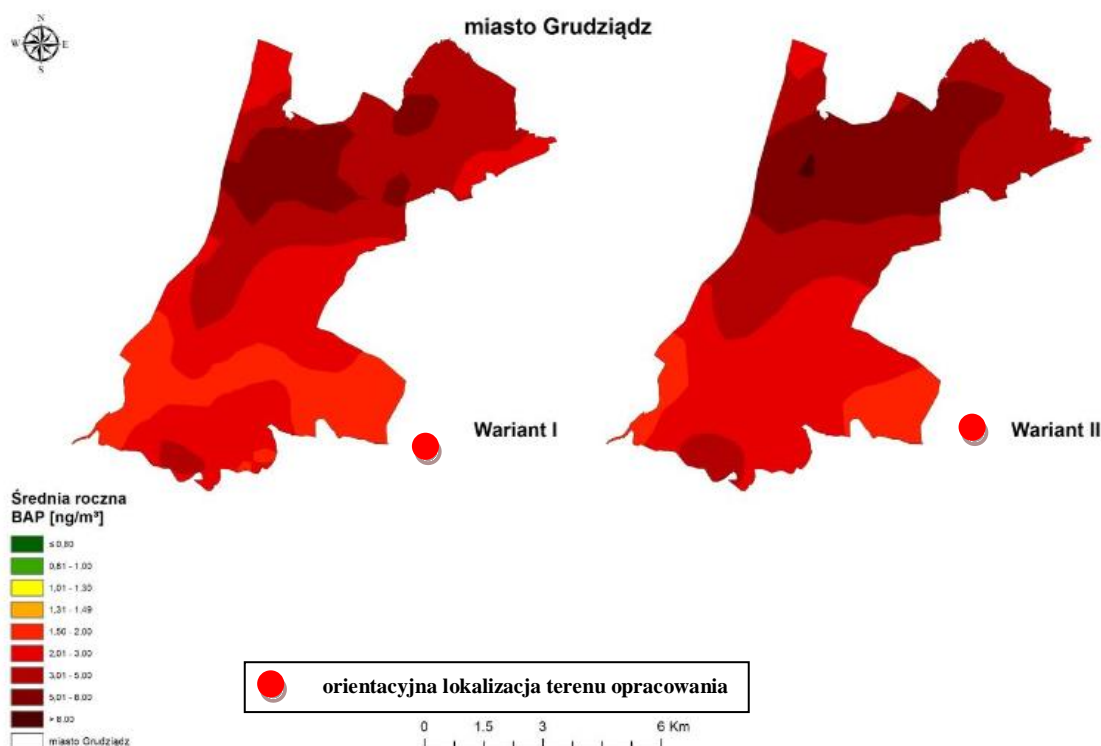 miasto Grudziądz
N
W E
S
Wariant I
Wariant II
Średnia roczna
BAP [ng/m³]
≤ 0,80
0,81 - 1,00
1,01 - 1,30
1,31 - 1,49
1,50 - 2,00
2,01 - 3,00
3,01 - 5,00
5,01 - 8,00
> 8,00
miasto Grudziądz
orientacyjna lokalizacja terenu opracowania
0 1.5 3 6 Km